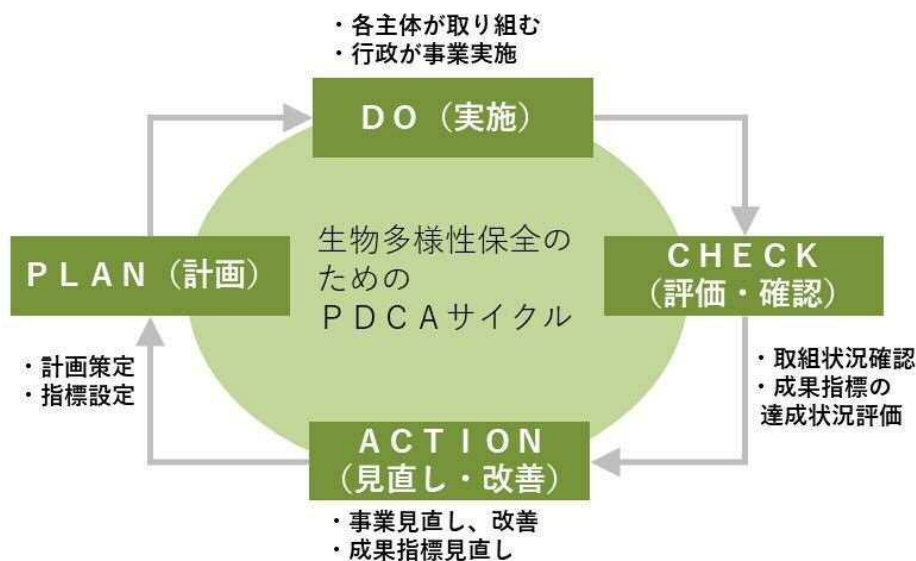 ・各主体が取り組む
・行政が事業実施
ＤＯ（実施）
ＰＬＡＮ（計画）
生物多様性保全の
ための
ＰＤＣＡサイクル
ＣＨＥＣＫ
（評価・確認）
・計画策定
・指標設定
・取組状況確認
・成果指標の
達成状況評価
ＡＣＴＩＯＮ
（見直し・改善）
・事業見直し、改善
・成果指標見直し